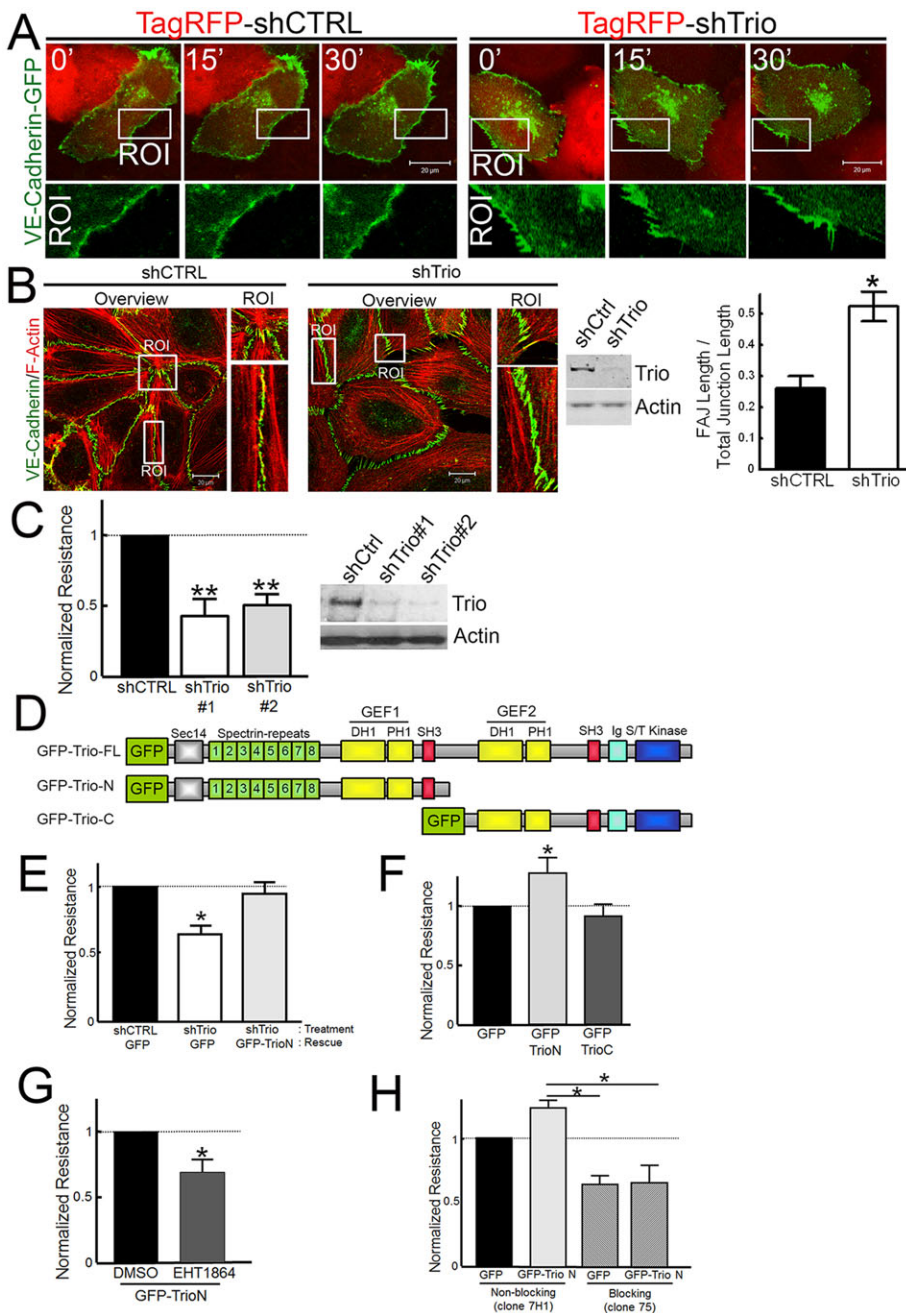 A
TagRFP-shCTRL
TagRFP-shTrio
VE-Cadherin-GFP
0’
15’
30’
0’
15’
30’
ROI
ROI
20 µm
20 µm
ROI
ROI
B
shCTRL
shTrio
Overview
ROI
Overview
ROI
VE-Cadherin/F-Actin
ROI
ROI
20 µm
ROI
ROI
20 µm
shCtrl
shTrio
Trio
Actin
FAJ Length /
Total Junction Length
0.5
0.4
0.3
0.2
0.1
0
*
shCTRL
shTrio
C
Normalized Resistance
1
0.5
0
**
**
shCTRL
shTrio
#1
shTrio
#2
shCtrl
shTrio#1
shTrio#2
Trio
Actin
D
GEF1
GEF2
Sec14
Spectrin-repeats
DH1
PH1
SH3
DH1
PH1
SH3
Ig
S/T Kinase
GFP-Trio-FL
GFP
1 2 3 4 5 6 7 8
GFP-Trio-N
GFP
1 2 3 4 5 6 7 8
GFP-Trio-C
GFP
E
Normalized Resistance
1
0.5
0
*
shCTRL
GFP
shTrio
GFP
shTrio
GFP-TrioN
: Treatment
: Rescue
F
Normalized Resistance
1
0.5
0
*
GFP
GFP
TrioN
GFP
TrioC
G
Normalized Resistance
1
0.5
0
*
DMSO
EHT1864
GFP-TrioN
H
Normalized Resistance
1
0.5
0
*
*
GFP
GFP-Trio N
GFP
GFP-Trio N
Non-blocking
(clone 7H1)
Blocking
(clone 75)